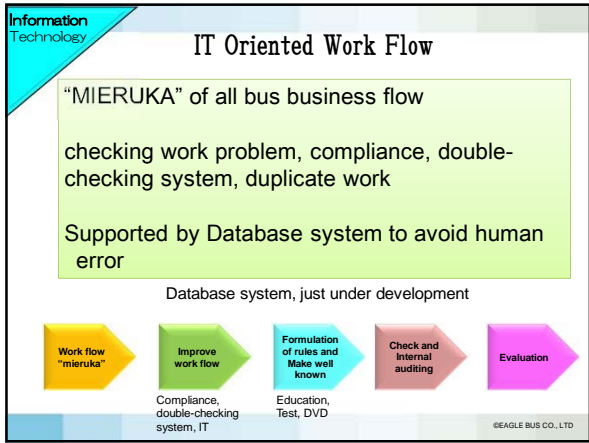 Information
Technology
IT Oriented Work Flow
“MIERUKA” of all bus business flow
checking work problem, compliance, double-
checking system, duplicate work
Supported by Database system to avoid human
error
Database system, just under development
Work flow
“mieruka”
Improve
work flow
Formulation
of rules and
Make well
known
Check and
Internal
auditing
Evaluation
Compliance,
double-checking
system, IT
Education,
Test, DVD
©EAGLE BUS CO., LTD